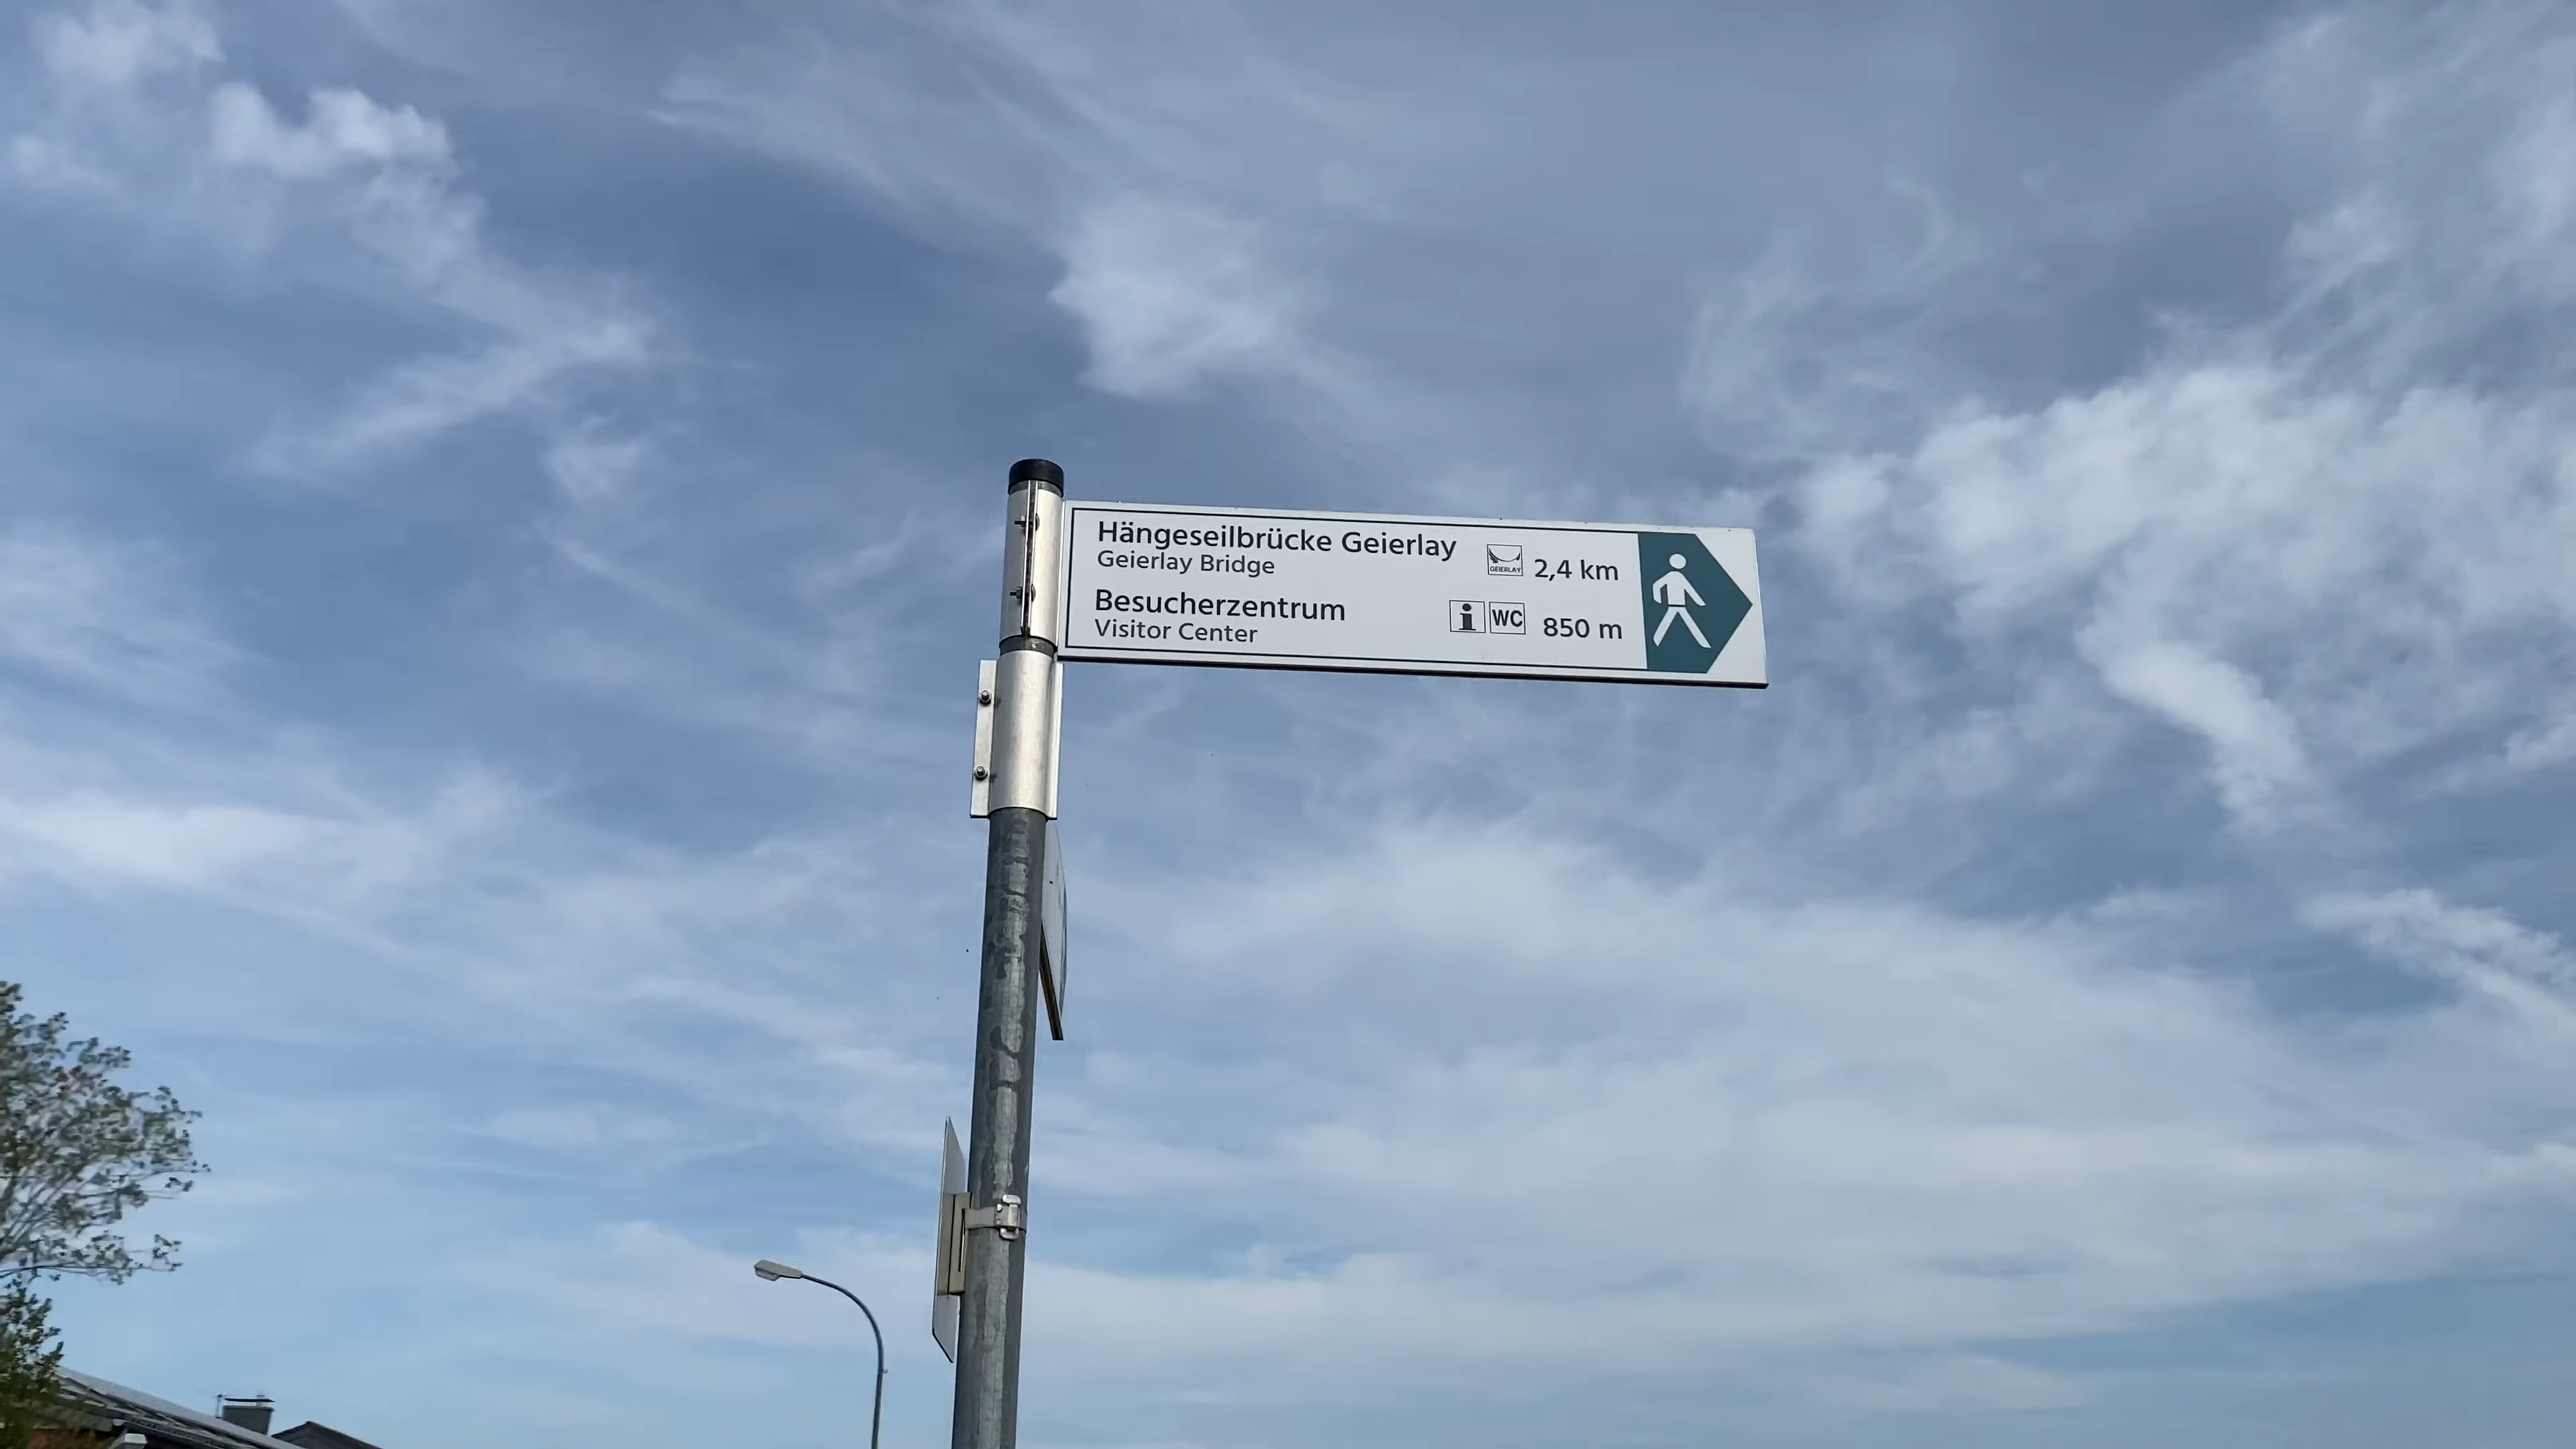 Hängeseilbrücke Geierlay
Geierlay Bridge
GEIERLAY 2,4 km
Besucherzentrum
Visitor Center
i WC 850 m